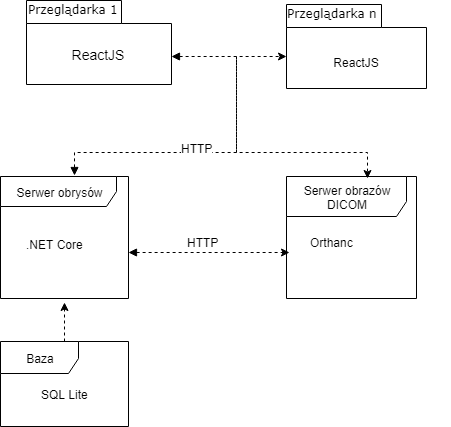 Przeglądarka 1
Przeglądarka n
ReactJS
ReactJS
HTTP
Serwer obrysów
Serwer obrazów
DICOM
.NET Core
HTTP
Orthanc
Baza
SQL Lite